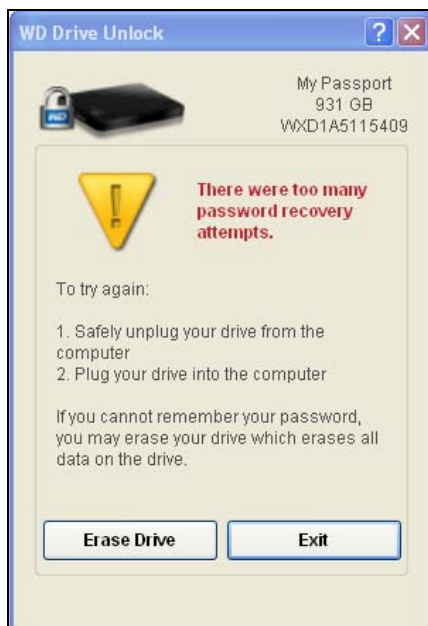 WD Drive Unlock
My Passport
931 GB
WXD1A5115409
WD
There were too many
password recovery
attempts.
To try again:
1. Safely unplug your drive from the
computer
2. Plug your drive into the computer
If you cannot remember your password,
you may erase your drive which erases all
data on the drive.
Erase Drive
Exit